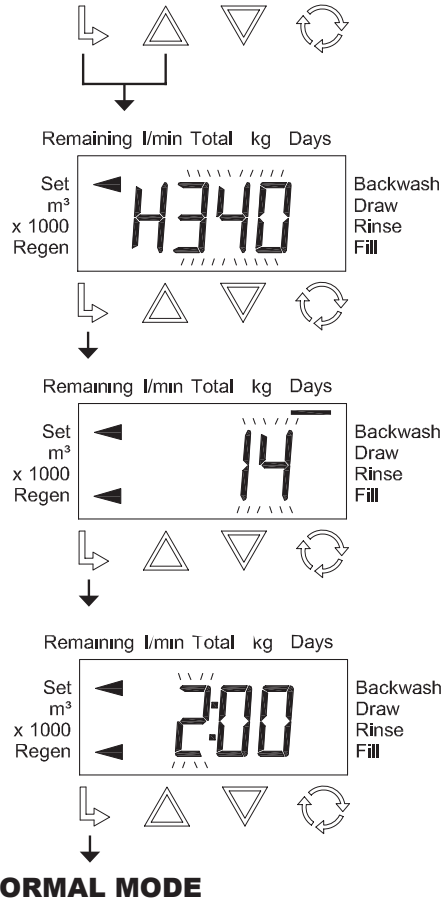 Remaining l/min Total kg Days
Set
m³
x 1000
Regen
H340
Backwash
Draw
Rinse
Fill
Remaining l/min Total kg Days
Set
m³
x 1000
Regen
14
Backwash
Draw
Rinse
Fill
Remaining l/min Total kg Days
Set
m³
x 1000
Regen
2:00
Backwash
Draw
Rinse
Fill
ORMAL MODE